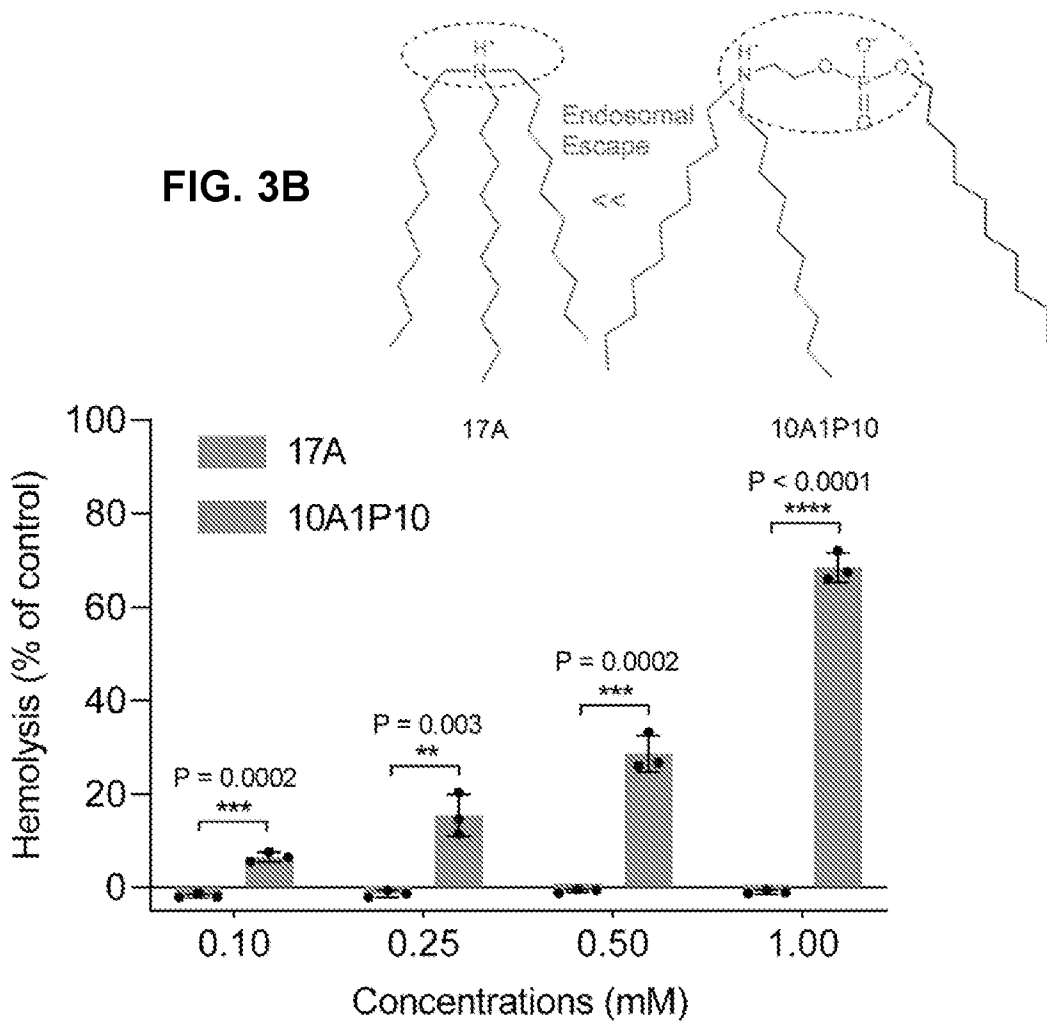 H+
N
H+
N
O
P
O-
O
O
Endosomal
Escape
<<
FIG. 3B
17A
10A1P10
Hemolysis (% of control)
100
80
60
40
20
0
17A
10A1P10
P = 0.0002
***
P = 0.003
**
P = 0.0002
***
P < 0.0001
****
0.10
0.25
0.50
1.00
Concentrations (mM)